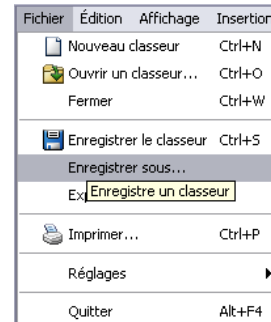 Fichier Édition Affichage Insertion
Nouveau classeur Ctrl+N
Ouvrir un classeur... Ctrl+O
Fermer Ctrl+W
Enregistrer le classeur Ctrl+S
Enregistrer sous...
Enregistre un classeur
Imprimer... Ctrl+P
Réglages
Quitter Alt+F4